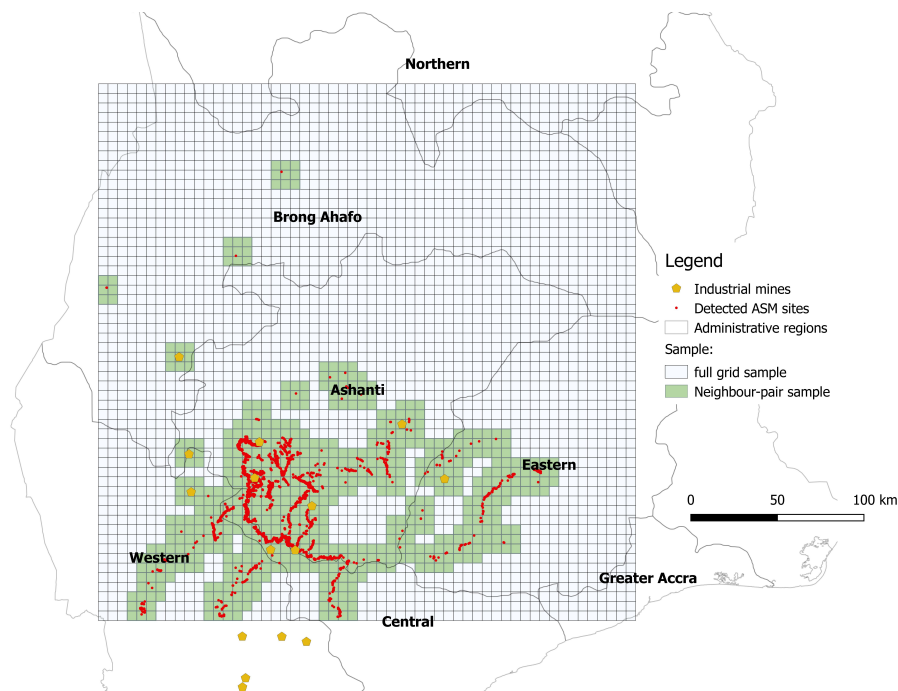 Northern
Brong Ahafo
Legend
Industrial mines
Detected ASM sites
Administrative regions
Sample:
full grid sample
Neighbour-pair sample
Ashanti
Eastern
0 50 100 km
Western
Greater Accra
Central